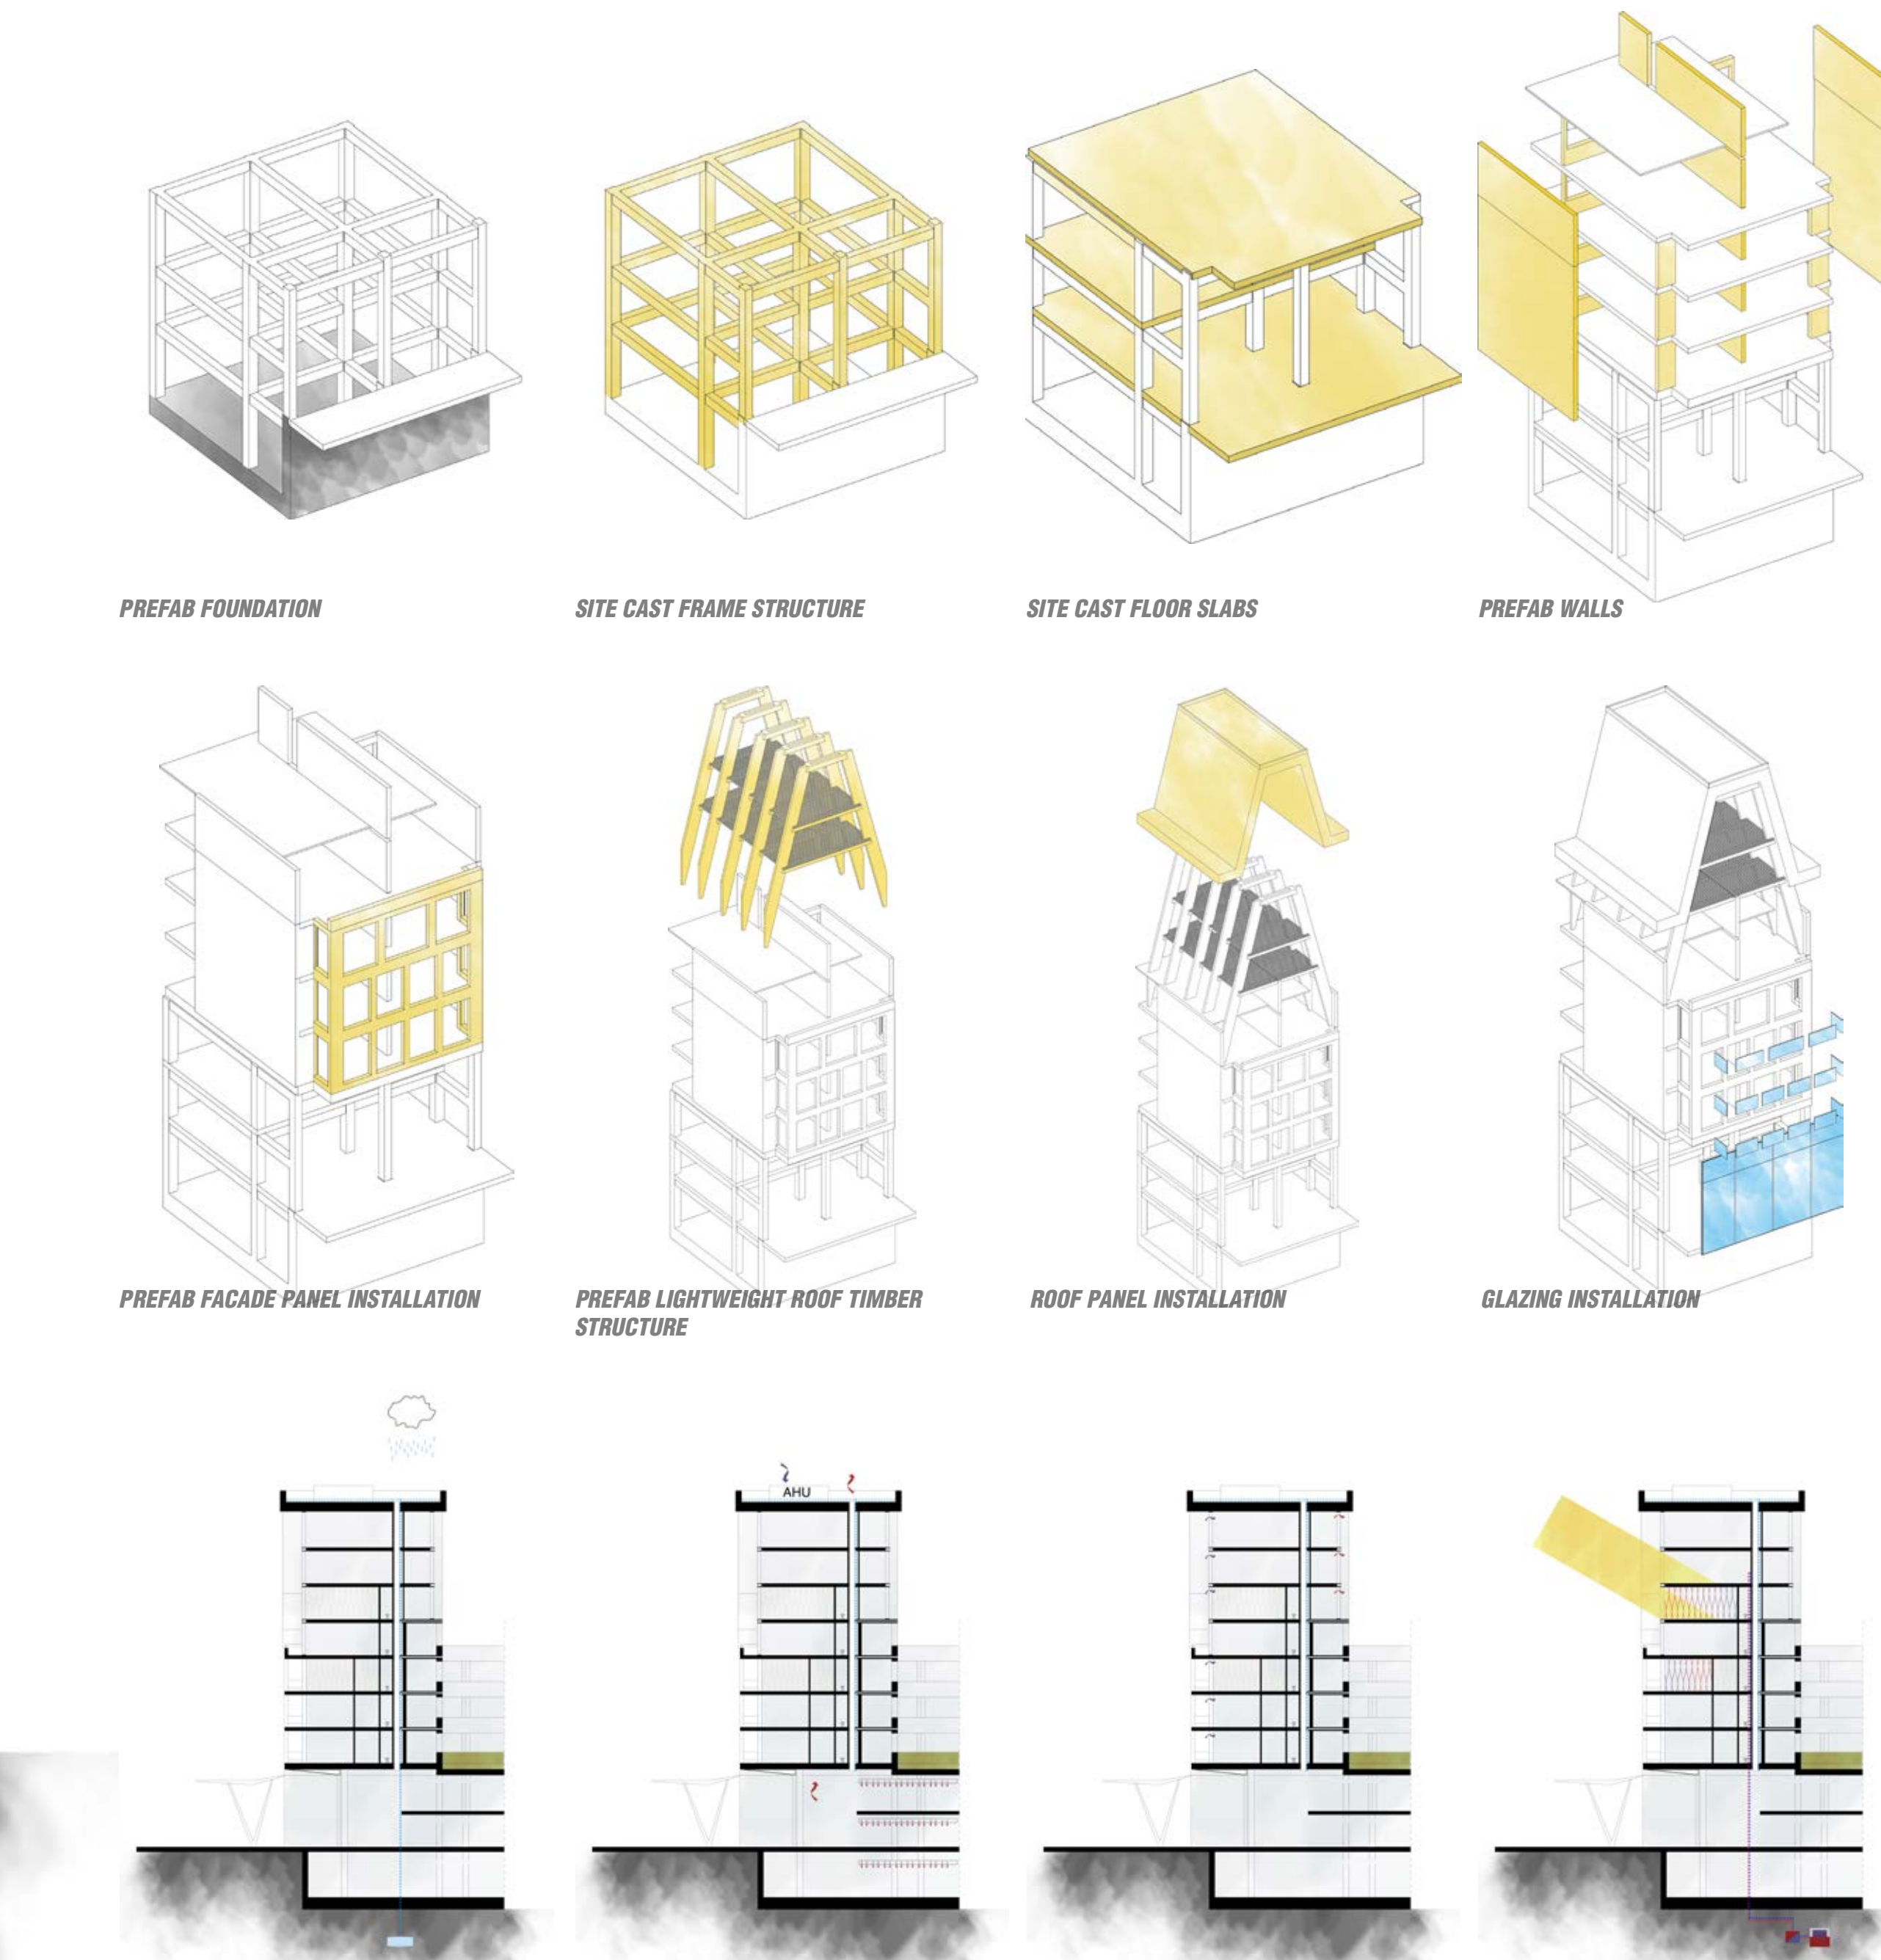 PREFAB FOUNDATION
SITE CAST FRAME STRUCTURE
SITE CAST FLOOR SLABS
PREFAB WALLS
PREFAB FACADE PANEL INSTALLATION
PREFAB LIGHTWEIGHT ROOF TIMBER
STRUCTURE
ROOF PANEL INSTALLATION
GLAZING INSTALLATION
AHU